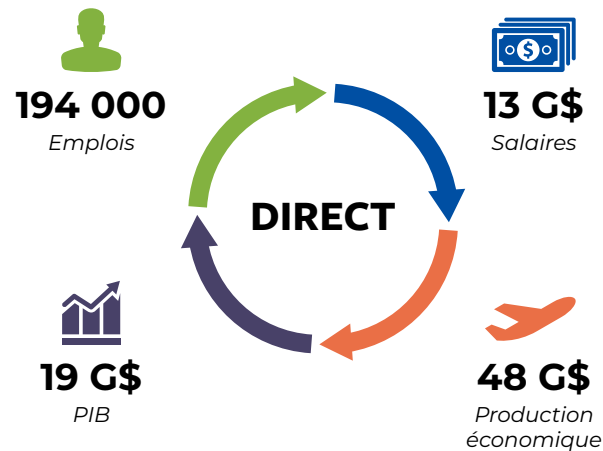 194 000
Emplois
$
13 G$
Salaires
DIRECT
19 G$
PIB
48 G$
Production
économique